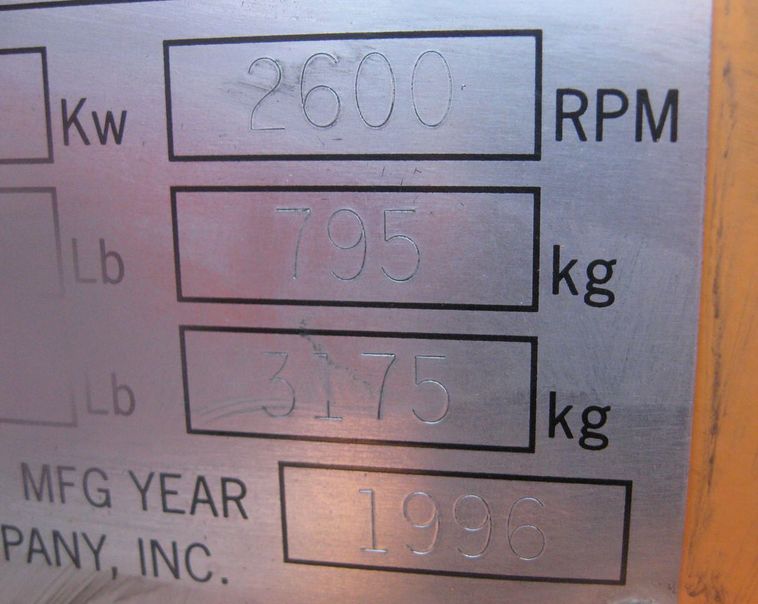 Kw 2600 RPM
Lb 795 kg
Lb 3175 kg
MFG YEAR 1996
PANY, INC.